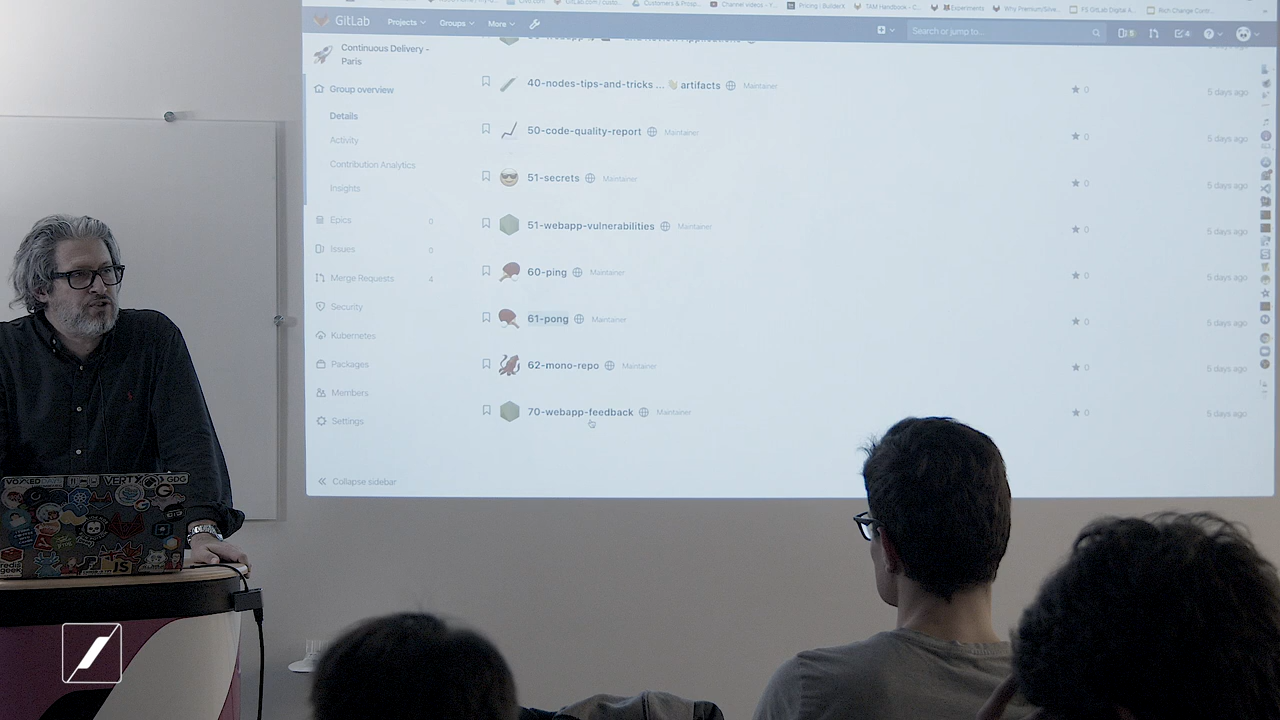 GitLab Projects Groups More Search or jump to...
Continuous Delivery - Paris
Group overview
Details
Activity
Contribution Analytics
Insights
Epics 0
Issues 0
Merge Requests 4
Security
Kubernetes
Packages
Members
Settings
Collapse sidebar
40-nodes-tips-and-tricks ... 👋 artifacts Maintainer 0 5 days ago
50-code-quality-report Maintainer 0 5 days ago
51-secrets Maintainer 0 5 days ago
51-webapp-vulnerabilities Maintainer 0 5 days ago
60-ping Maintainer 0 5 days ago
61-pong Maintainer 0 5 days ago
62-mono-repo Maintainer 0 5 days ago
70-webapp-feedback Maintainer 0 5 days ago
GDG
redis
geek
JS